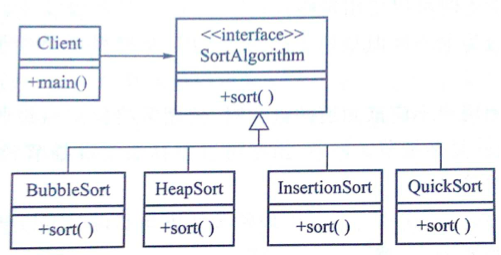 Client
+main()
<<interface>>
SortAlgorithm
+sort( )
BubbleSort
+sort( )
HeapSort
+sort( )
InsertionSort
+sort( )
QuickSort
+sort( )